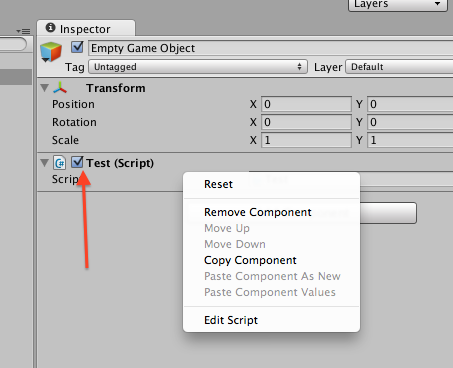 Layers
Inspector
Empty Game Object
Tag Untagged Layer Default
Transform
Position X 0 Y 0
Rotation X 0 Y 0
Scale X 1 Y 1
C# Test (Script)
Script
Reset
Remove Component
Move Up
Move Down
Copy Component
Paste Component As New
Paste Component Values
Edit Script